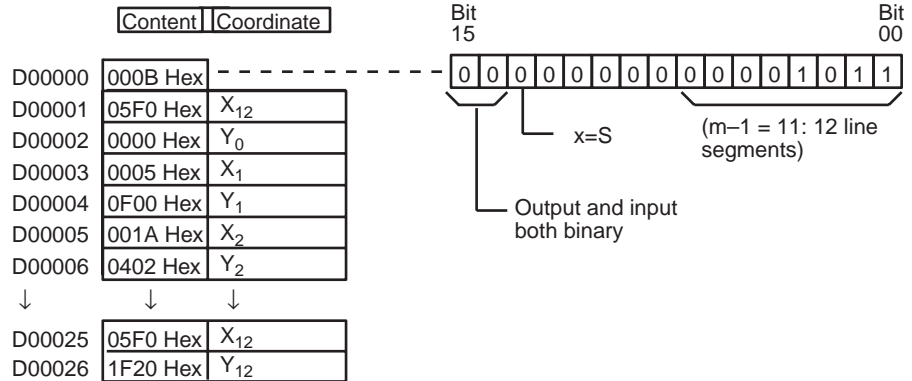 Content Coordinate
D00000 000B Hex
D00001 05F0 Hex X12
D00002 0000 Hex Y0
D00003 0005 Hex X1
D00004 0F00 Hex Y1
D00005 001A Hex X2
D00006 0402 Hex Y2
↓ ↓ ↓
D00025 05F0 Hex X12
D00026 1F20 Hex Y12
Bit
15
Bit
00
0 0 0 0 0 0 0 0 0 0 0 0 1 0 1 1
x=S
(m–1 = 11: 12 line
segments)
Output and input
both binary